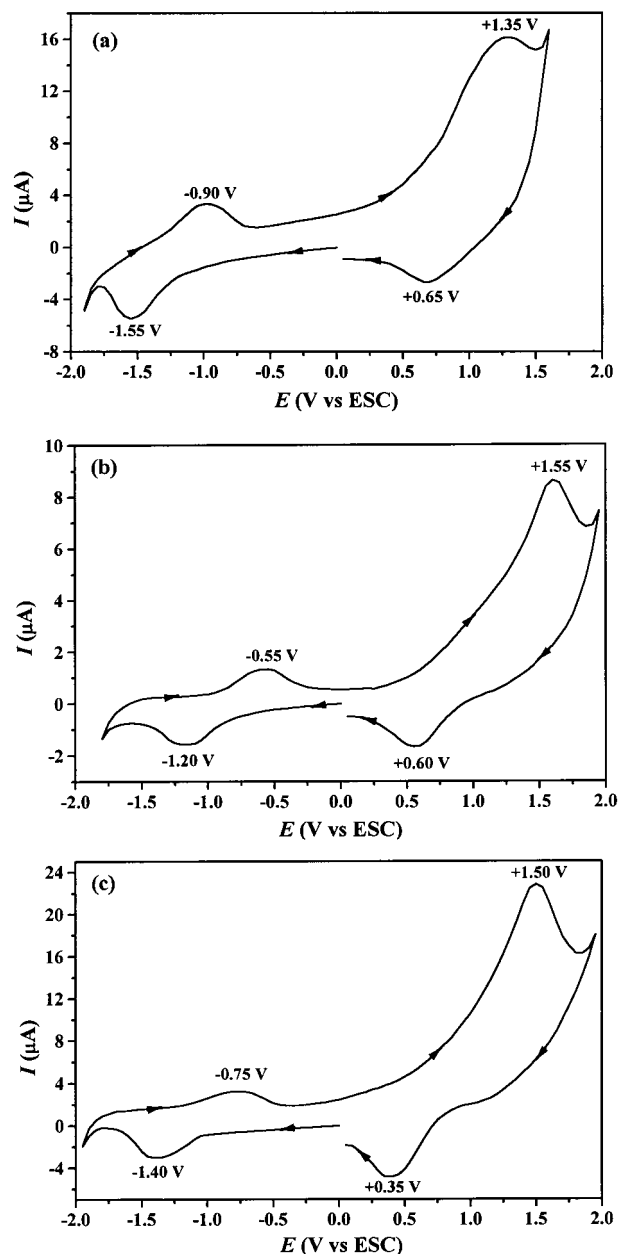 (a)
+1.35 V
-0.90 V
-1.55 V
+0.65 V
16
12
8
4
0
-4
-8
I (μA)
-2.0 -1.5 -1.0 -0.5 0.0 0.5 1.0 1.5 2.0
E (V vs ESC)
(b)
+1.55 V
-0.55 V
-1.20 V
+0.60 V
10
8
6
4
2
0
-2
I (μA)
-2.0 -1.5 -1.0 -0.5 0.0 0.5 1.0 1.5 2.0
E (V vs ESC)
(c)
+1.50 V
-0.75 V
-1.40 V
+0.35 V
24
20
16
12
8
4
0
-4
I (μA)
-2.0 -1.5 -1.0 -0.5 0.0 0.5 1.0 1.5 2.0
E (V vs ESC)